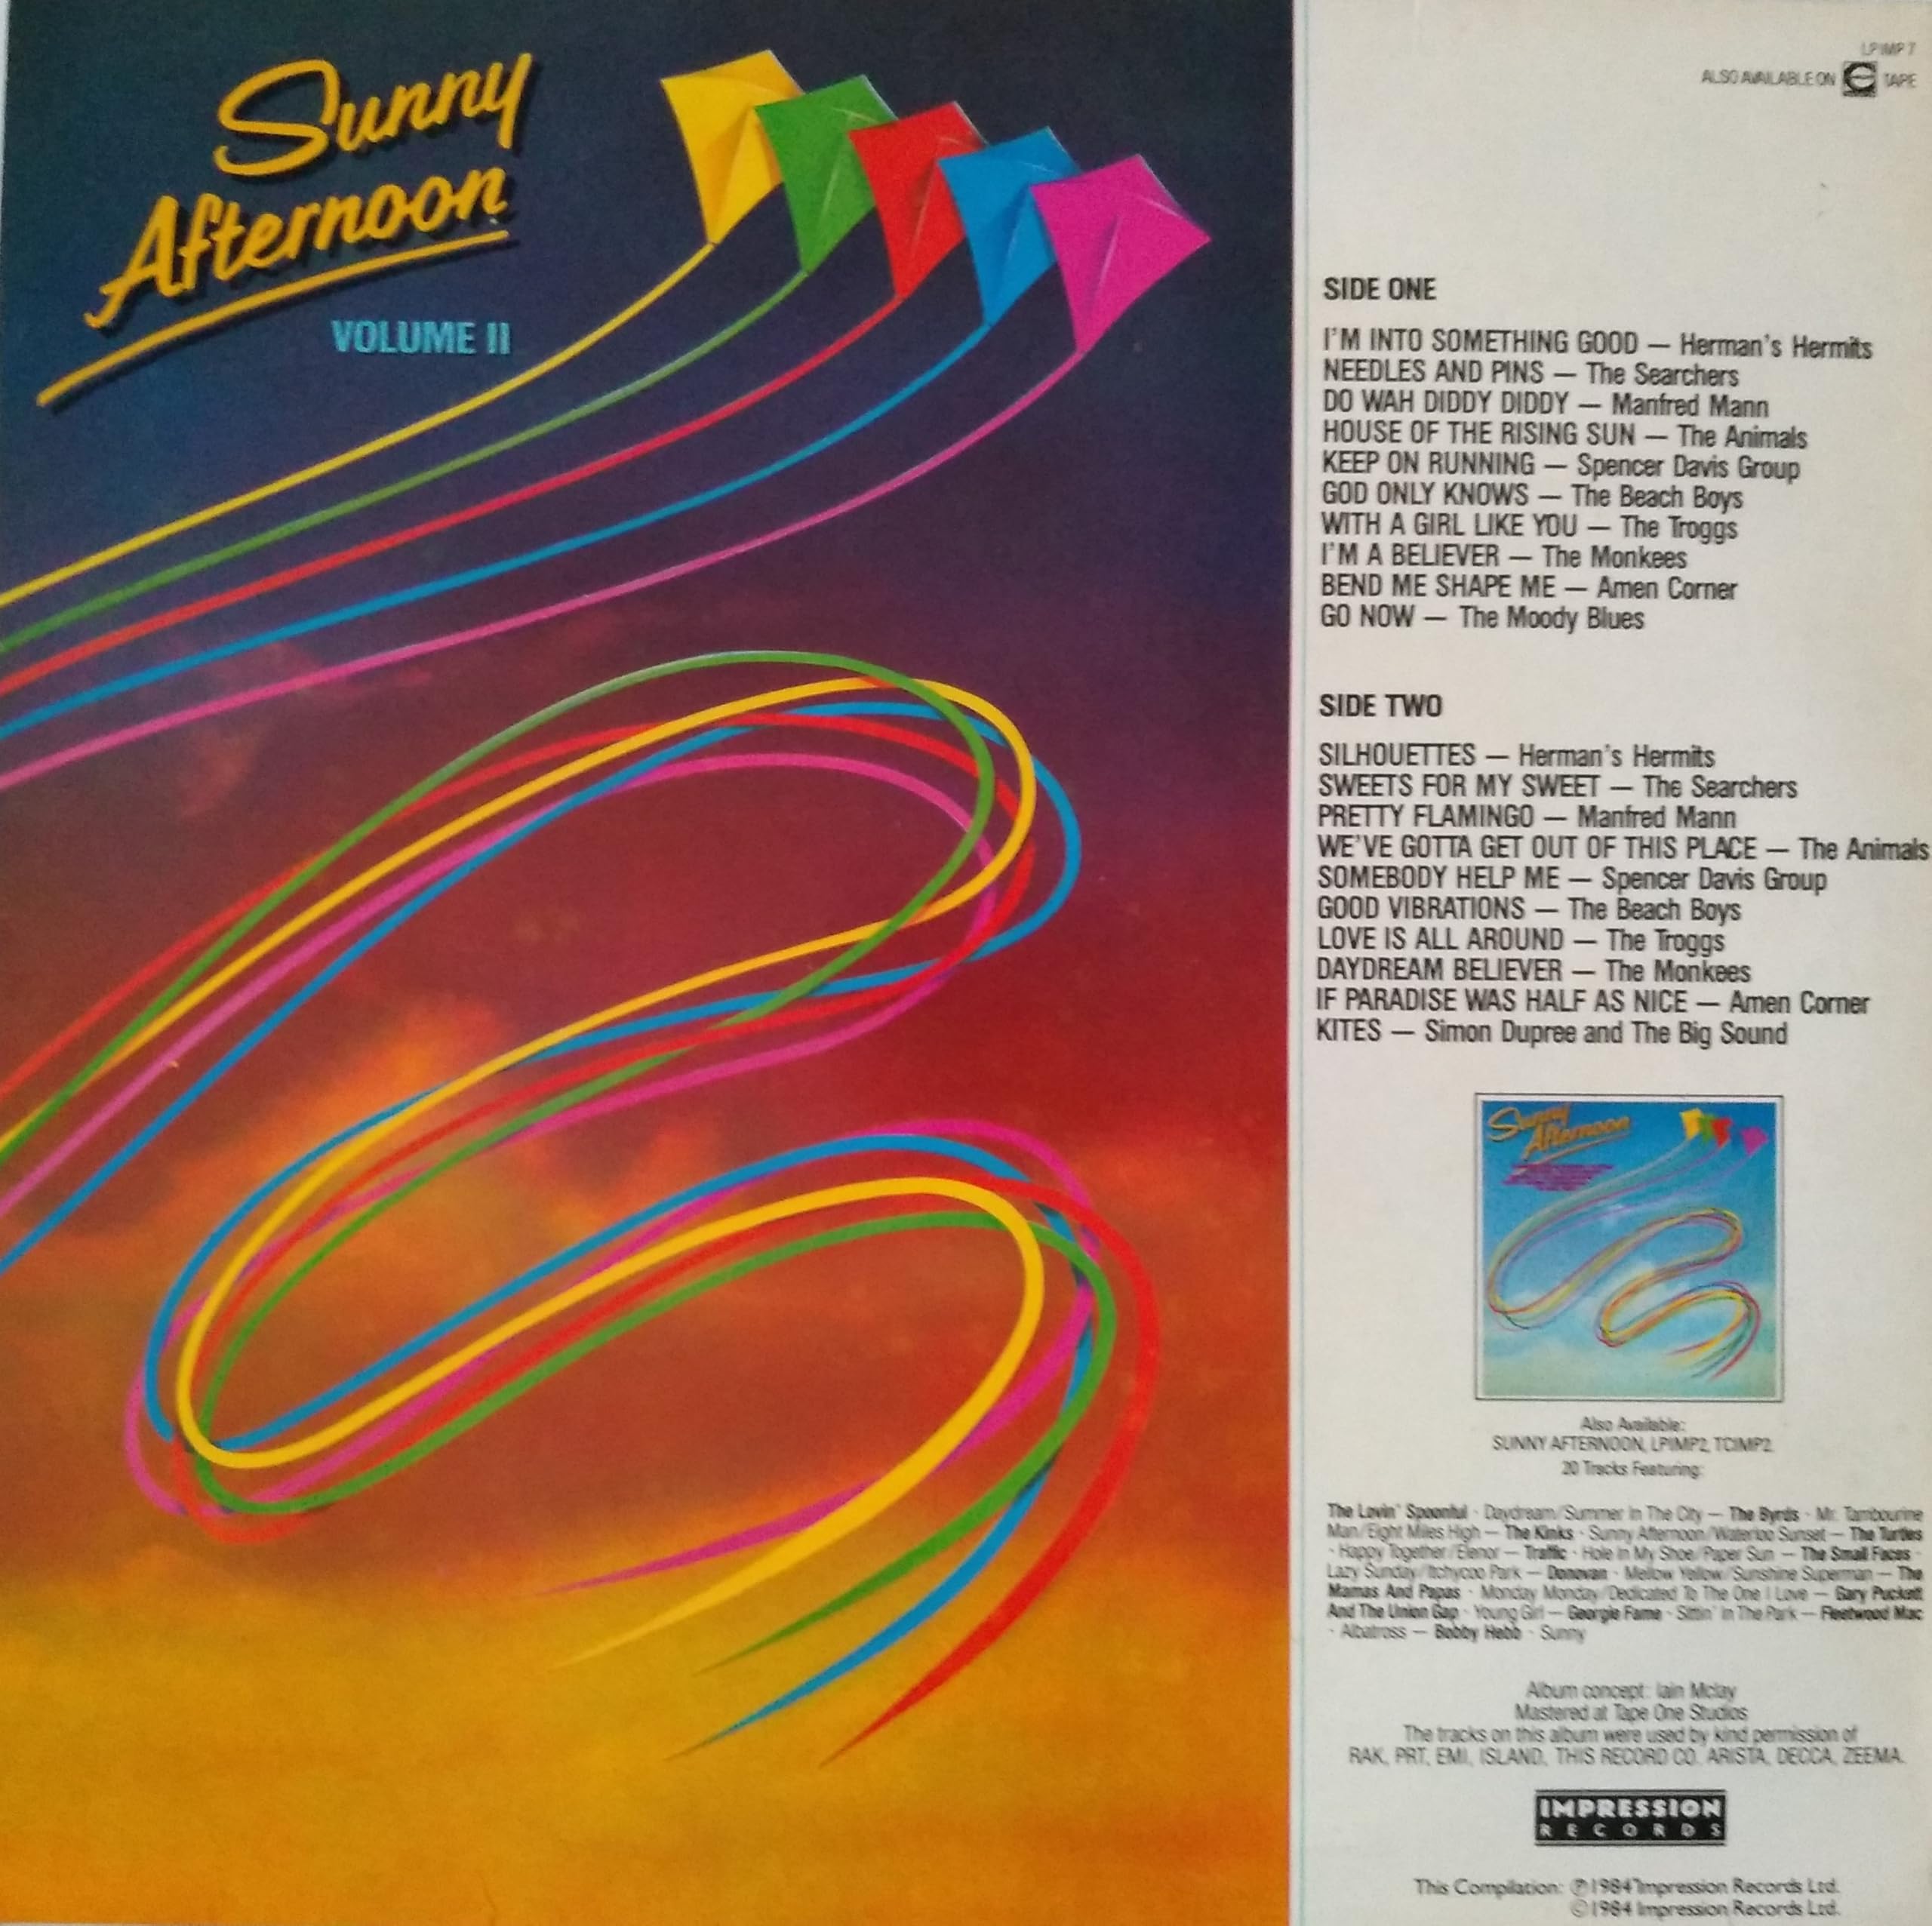 Sunny
Afternoon
VOLUME II
LPIMP 7
ALSO AVAILABLE ON TAPE
SIDE ONE
I'M INTO SOMETHING GOOD — Herman's Hermits
NEEDLES AND PINS — The Searchers
DO WAH DIDDY DIDDY — Manfred Mann
HOUSE OF THE RISING SUN — The Animals
KEEP ON RUNNING — Spencer Davis Group
GOD ONLY KNOWS — The Beach Boys
WITH A GIRL LIKE YOU — The Troggs
I'M A BELIEVER — The Monkees
BEND ME SHAPE ME — Amen Corner
GO NOW — The Moody Blues
SIDE TWO
SILHOUETTES — Herman's Hermits
SWEETS FOR MY SWEET — The Searchers
PRETTY FLAMINGO — Manfred Mann
WE'VE GOTTA GET OUT OF THIS PLACE — The Animals
SOMEBODY HELP ME — Spencer Davis Group
GOOD VIBRATIONS — The Beach Boys
LOVE IS ALL AROUND — The Troggs
DAYDREAM BELIEVER — The Monkees
IF PARADISE WAS HALF AS NICE — Amen Corner
KITES — Simon Dupree and The Big Sound
Sunny
Afternoon
Also Available:
SUNNY AFTERNOON, LPIMP2, TCIMP2.
20 Tracks Featuring:
The Lovin' Spoonful · Daydream/Summer In The City — The Byrds · Mr. Tambourine
Man/Eight Miles High — The Kinks · Sunny Afternoon/Waterloo Sunset — The Turtles
· Happy Together/Elenor — Traffic · Hole In My Shoe/Paper Sun — The Small Faces ·
Lazy Sunday/Itchycoo Park — Donovan · Mellow Yellow/Sunshine Superman — The
Mamas And Papas · Monday Monday/Dedicated To The One I Love — Gary Puckett
And The Union Gap · Young Girl — Georgie Fame · Sittin' In The Park — Fleetwood Mac
· Albatross — Bobby Hebb · Sunny
Album concept: Iain Mclay
Mastered at Tape One Studios
The tracks on this album were used by kind permission of
RAK, PRT, EMI, ISLAND, THIS RECORD CO. ARISTA, DECCA, ZEEMA.
IMPRESSION
RECORDS
This Compilation: ℗1984 Impression Records Ltd.
©1984 Impression Records Ltd.